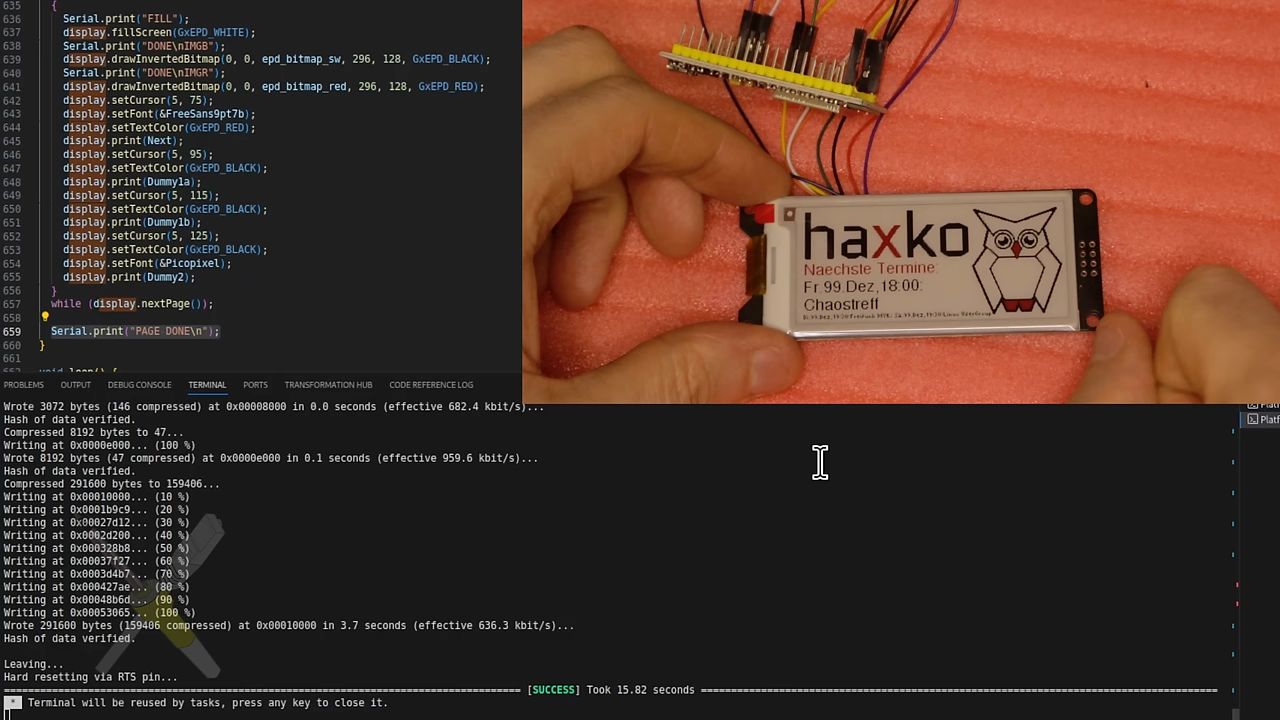 635 {
636 Serial.print("FILL");
637 display.fillScreen(GxEPD_WHITE);
638 Serial.print("DONE\nIMGB");
639 display.drawInvertedBitmap(0, 0, epd_bitmap_sw, 296, 128, GxEPD_BLACK);
640 Serial.print("DONE\nIMGR");
641 display.drawInvertedBitmap(0, 0, epd_bitmap_red, 296, 128, GxEPD_RED);
642 display.setCursor(5, 75);
643 display.setFont(&FreeSans9pt7b);
644 display.setTextColor(GxEPD_RED);
645 display.print(Next);
646 display.setCursor(5, 95);
647 display.setTextColor(GxEPD_BLACK);
648 display.print(Dummy1a);
649 display.setCursor(5, 115);
650 display.setTextColor(GxEPD_BLACK);
651 display.print(Dummy1b);
652 display.setCursor(5, 125);
653 display.setTextColor(GxEPD_BLACK);
654 display.setFont(&Picopixel);
655 display.print(Dummy2);
656 }
657 while (display.nextPage());
658
659 Serial.print("PAGE DONE\n");
660 }
661
haxko
Naechste Termine:
Fr.99.Dez,18:00:
Chaostreff
PROBLEMS OUTPUT DEBUG CONSOLE TERMINAL PORTS TRANSFORMATION HUB CODE REFERENCE LOG
Wrote 3072 bytes (146 compressed) at 0x00008000 in 0.0 seconds (effective 682.4 kbit/s)...
Hash of data verified.
Compressed 8192 bytes to 47...
Writing at 0x0000e000... (100 %)
Wrote 8192 bytes (47 compressed) at 0x0000e000 in 0.1 seconds (effective 959.6 kbit/s)...
Hash of data verified.
Compressed 291600 bytes to 159406...
Writing at 0x00010000... (10 %)
Writing at 0x0001b9c9... (20 %)
Writing at 0x00027d12... (30 %)
Writing at 0x0002d200... (40 %)
Writing at 0x000328b8... (50 %)
Writing at 0x00037f27... (60 %)
Writing at 0x0003d4b7... (70 %)
Writing at 0x000427ae... (80 %)
Writing at 0x00048b6d... (90 %)
Writing at 0x00053065... (100 %)
Wrote 291600 bytes (159406 compressed) at 0x00010000 in 3.7 seconds (effective 636.3 kbit/s)...
Hash of data verified.
Leaving...
Hard resetting via RTS pin...
[SUCCESS] Took 15.82 seconds
* Terminal will be reused by tasks, press any key to close it.